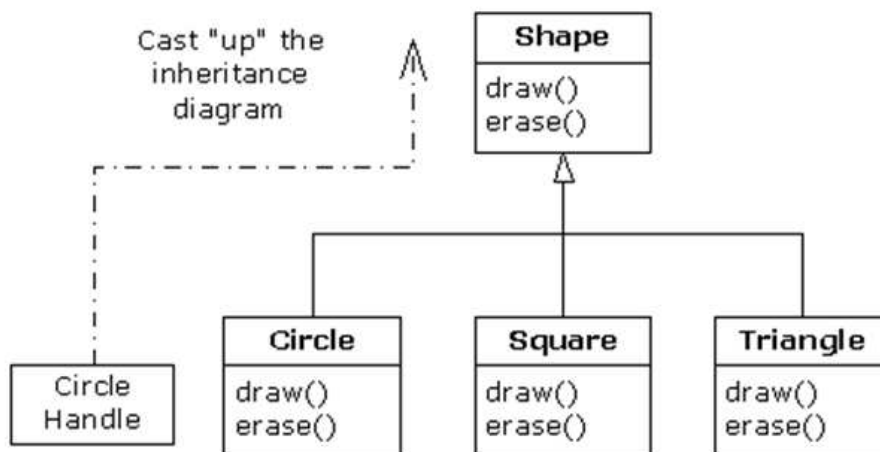 Cast "up" the
inheritance
diagram
Shape
draw()
erase()
Circle
Handle
Circle
draw()
erase()
Square
draw()
erase()
Triangle
draw()
erase()